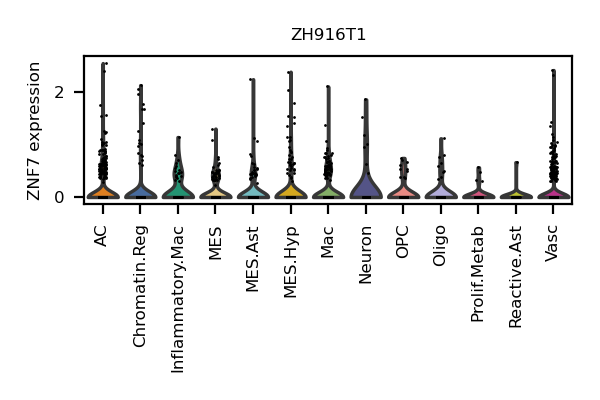 ZH916T1
ZNF7 expression
2
0
AC
Chromatin.Reg
Inflammatory.Mac
MES
MES.Ast
MES.Hyp
Mac
Neuron
OPC
Oligo
Prolif.Metab
Reactive.Ast
Vasc